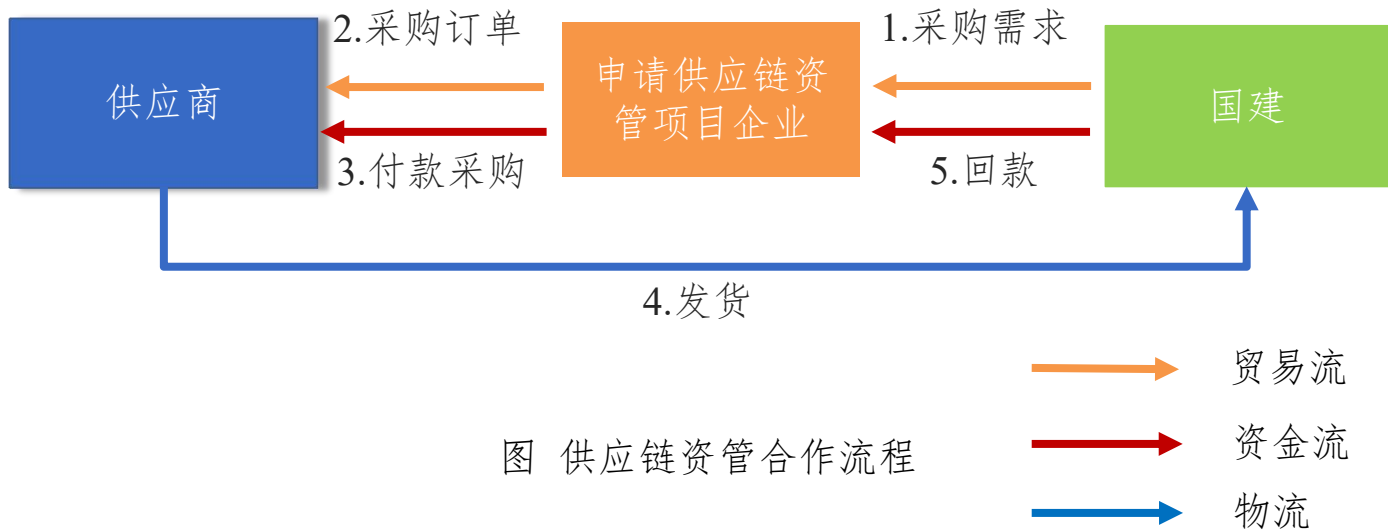 2.采购订单
1.采购需求
供应商
申请供应链资
管项目企业
国建
3.付款采购
5.回款
4.发货
贸易流
图 供应链资管合作流程
资金流
物流